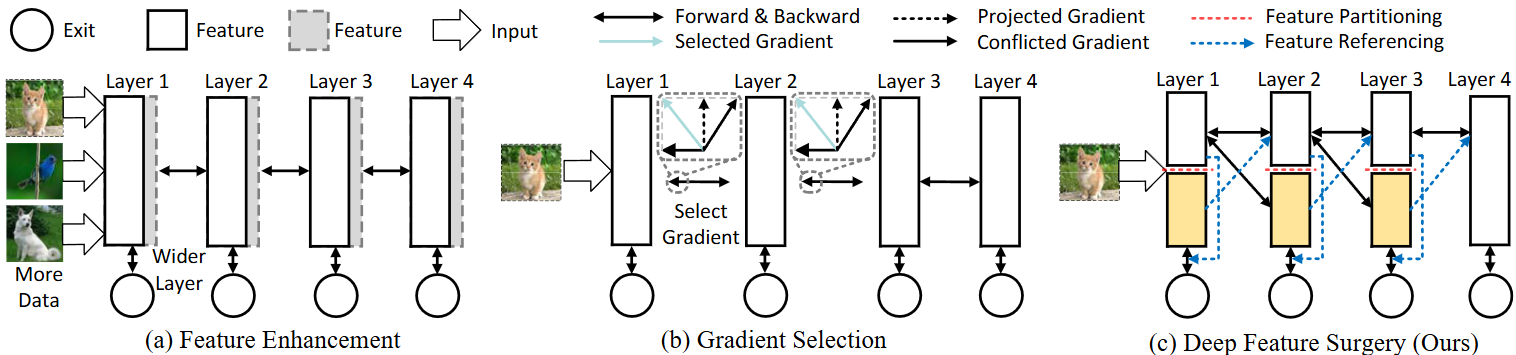 Exit
Feature
Feature
Input
Forward & Backward
Selected Gradient
Projected Gradient
Conflicted Gradient
Feature Partitioning
Feature Referencing
Layer 1
Layer 2
Layer 3
Layer 4
More
Data
Wider
Layer
(a) Feature Enhancement
Layer 1
Layer 2
Layer 3
Layer 4
Select
Gradient
(b) Gradient Selection
Layer 1
Layer 2
Layer 3
Layer 4
(c) Deep Feature Surgery (Ours)